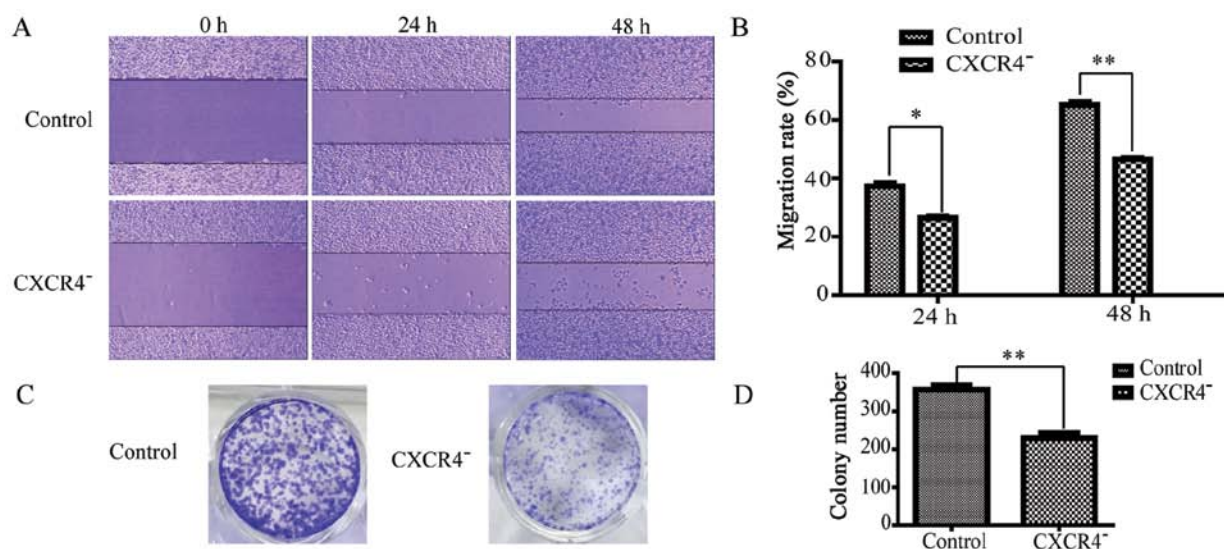 A
0 h
24 h
48 h
Control
CXCR4⁻
B
Control
CXCR4⁻
Migration rate (%)
80
60
40
20
0
*
**
24 h
48 h
C
Control
CXCR4⁻
D
Control
CXCR4⁻
Colony number
400
300
200
100
0
**
Control
CXCR4⁻